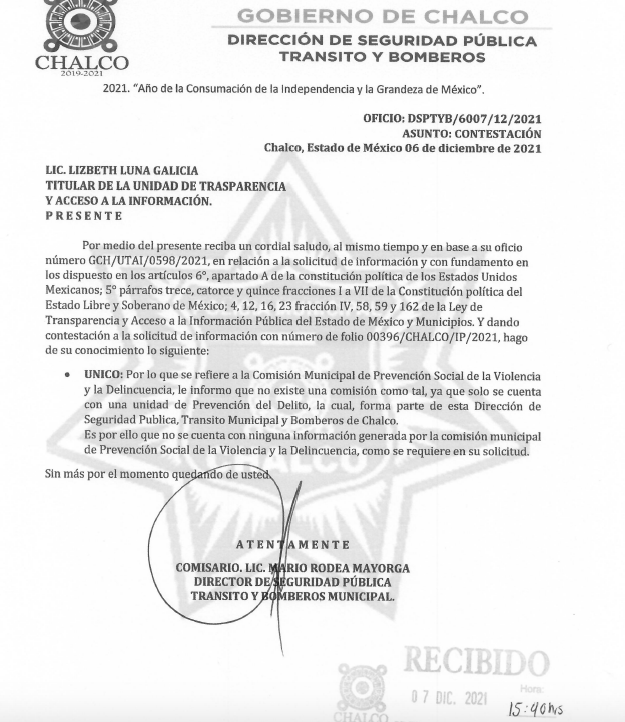 GOBIERNO DE CHALCO
DIRECCIÓN DE SEGURIDAD PÚBLICA
TRANSITO Y BOMBEROS
CHALCO
2019-2021
2021. “Año de la Consumación de la Independencia y la Grandeza de México”.
OFICIO: DSPTYB/6007/12/2021
ASUNTO: CONTESTACIÓN
Chalco, Estado de México 06 de diciembre de 2021
LIC. LIZBETH LUNA GALICIA
TITULAR DE LA UNIDAD DE TRASPARENCIA
Y ACCESO A LA INFORMACIÓN.
P R E S E N T E
Por medio del presente reciba un cordial saludo, al mismo tiempo y en base a su oficio
número GCH/UTAI/0598/2021, en relación a la solicitud de información y con fundamento en
los dispuesto en los artículos 6°, apartado A de la constitución política de los Estados Unidos
Mexicanos; 5° párrafos trece, catorce y quince fracciones I a VII de la Constitución política del
Estado Libre y Soberano de México; 4, 12, 16, 23 fracción IV, 58, 59 y 162 de la Ley de
Transparencia y Acceso a la Información Pública del Estado de México y Municipios. Y dando
contestación a la solicitud de información con número de folio 00396/CHALCO/IP/2021, hago
de su conocimiento lo siguiente:
• UNICO: Por lo que se refiere a la Comisión Municipal de Prevención Social de la Violencia
y la Delincuencia, le informo que no existe una comisión como tal, ya que solo se cuenta
con una unidad de Prevención del Delito, la cual, forma parte de esta Dirección de
Seguridad Publica, Transito Municipal y Bomberos de Chalco.
Es por ello que no se cuenta con ninguna información generada por la comisión municipal
de Prevención Social de la Violencia y la Delincuencia, como se requiere en su solicitud.
Sin más por el momento quedando de usted.
CHALCO
A T E N T A M E N T E
COMISARIO. LIC. MARIO RODEA MAYORGA
DIRECTOR DE SEGURIDAD PÚBLICA
TRANSITO Y BOMBEROS MUNICIPAL.
RECIBIDO
07 DIC. 2021
Hora:
15:40hrs
CHALCO